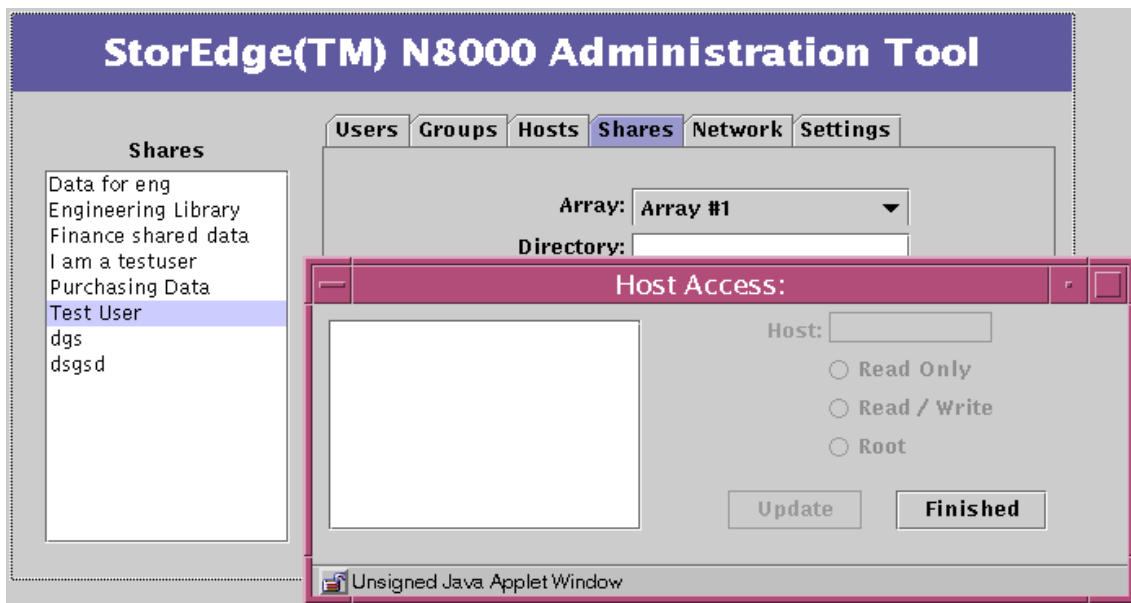 StorEdge(TM) N8000 Administration Tool
Users Groups Hosts Shares Network Settings
Shares
Data for eng
Engineering Library
Finance shared data
I am a testuser
Purchasing Data
Test User
dgs
dsgsd
Array: Array #1
Directory:
Host Access:
Host:
Read Only
Read / Write
Root
Update Finished
Unsigned Java Applet Window